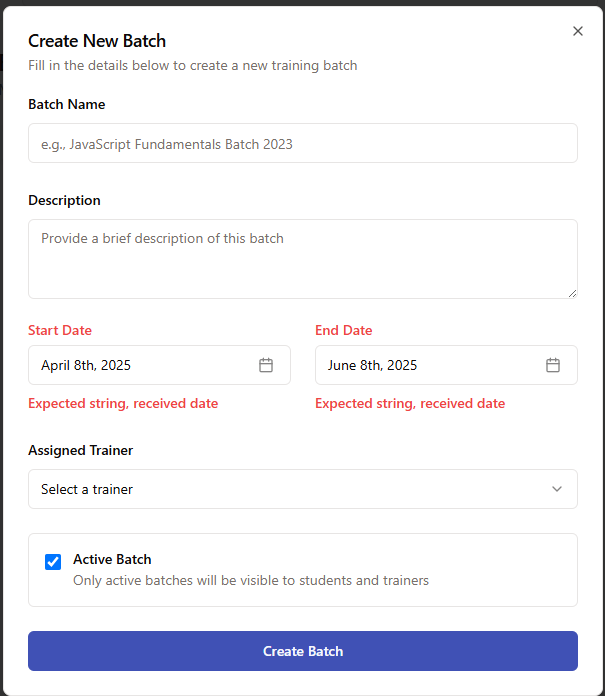 Create New Batch
Fill in the details below to create a new training batch
Batch Name
e.g., JavaScript Fundamentals Batch 2023
Description
Provide a brief description of this batch
Start Date
End Date
April 8th, 2025
June 8th, 2025
Expected string, received date
Expected string, received date
Assigned Trainer
Select a trainer
Active Batch
Only active batches will be visible to students and trainers
Create Batch